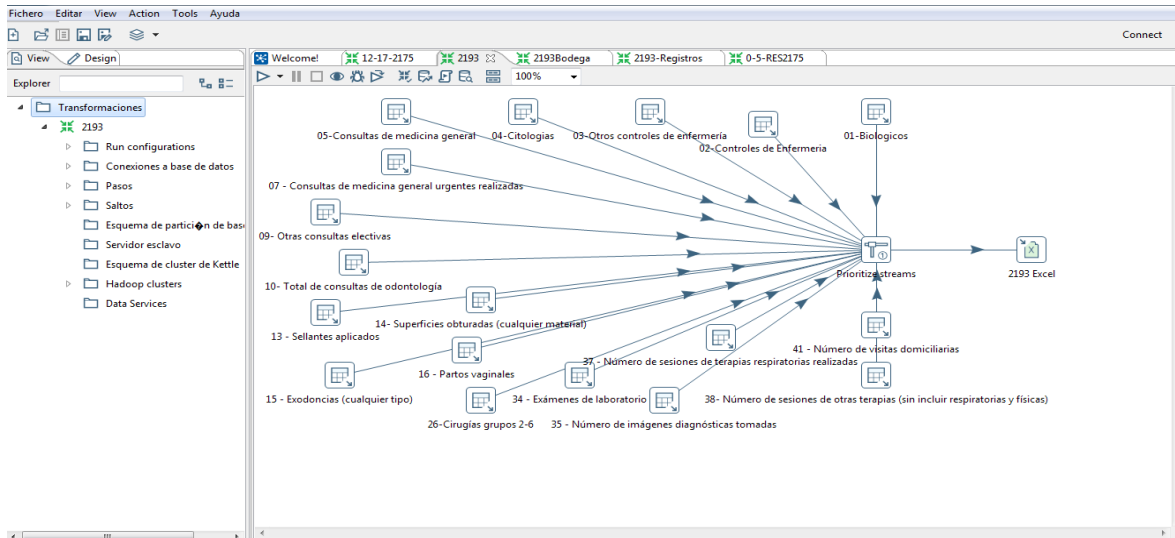 Fichero Editar View Action Tools Ayuda
Connect
View Design
Welcome! 12-17-2175 2193 2193Bodega 2193-Registros 0-5-RES2175
Explorer
100%
Transformaciones
2193
Run configurations
Conexiones a base de datos
Pasos
Saltos
Esquema de partici�n de bas
Servidor esclavo
Esquema de cluster de Kettle
Hadoop clusters
Data Services
05-Consultas de medicina general
04-Citologias
03-Otros controles de enfermería
02-Controles de Enfermeria
01-Biologicos
07 - Consultas de medicina general urgentes realizadas
09- Otras consultas electivas
Prioritize streams
2193 Excel
10- Total de consultas de odontología
14- Superficies obturadas (cualquier material)
13 - Sellantes aplicados
41 - Número de visitas domiciliarias
37 - Número de sesiones de terapias respiratorias realizadas
16 - Partos vaginales
15 - Exodoncias (cualquier tipo)
34 - Exámenes de laboratorio
38- Número de sesiones de otras terapias (sin incluir respiratorias y físicas)
26-Cirugías grupos 2-6
35 - Número de imágenes diagnósticas tomadas